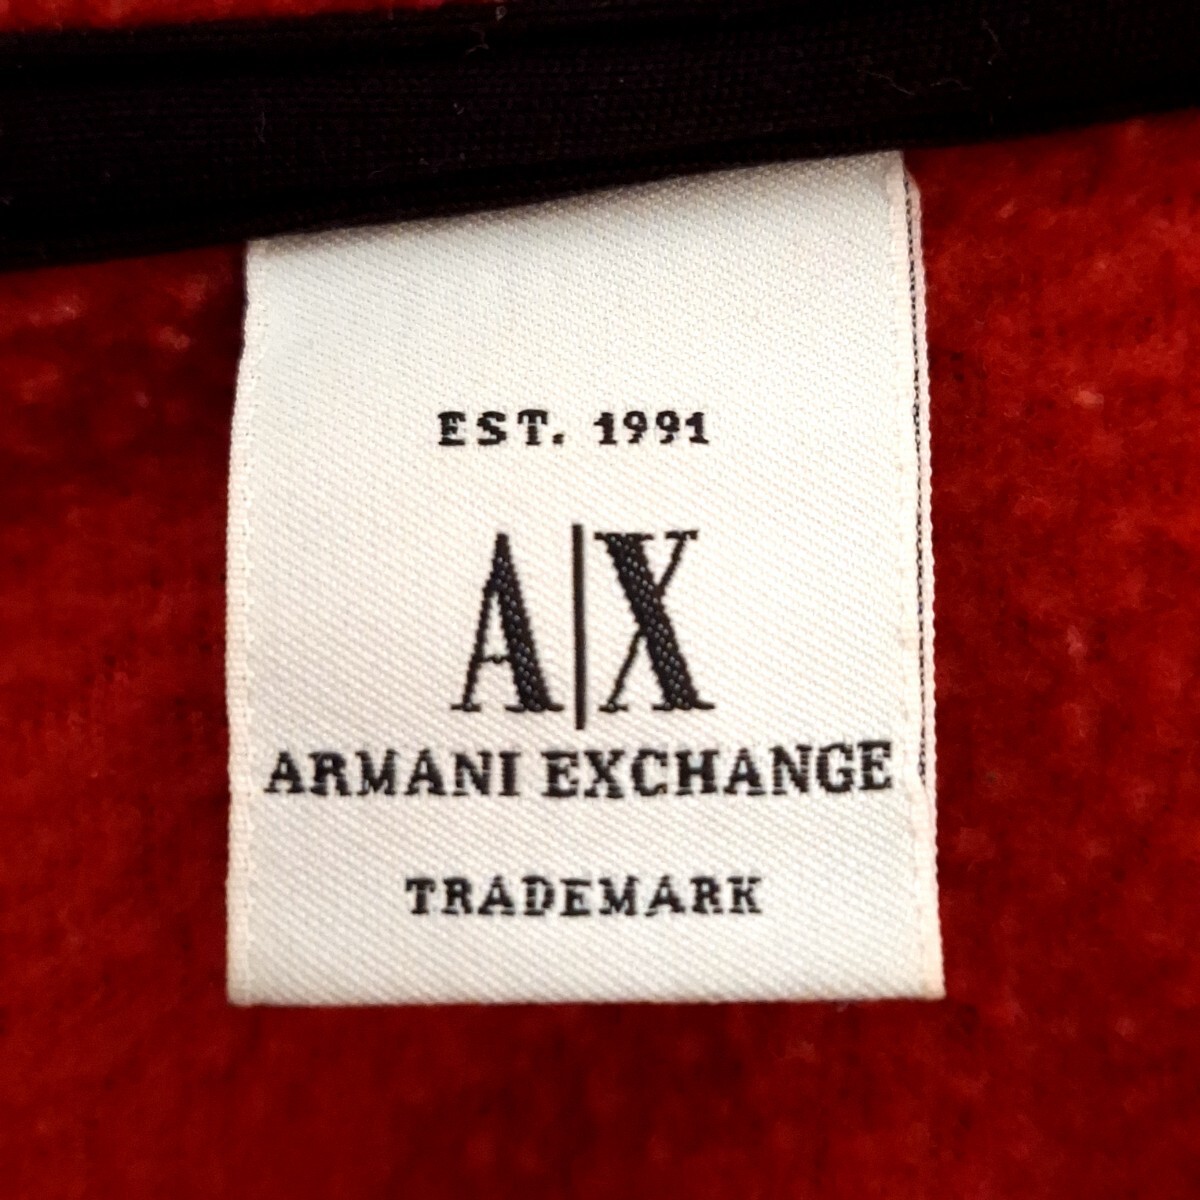 EST. 1991
A|X
ARMANI EXCHANGE
TRADEMARK